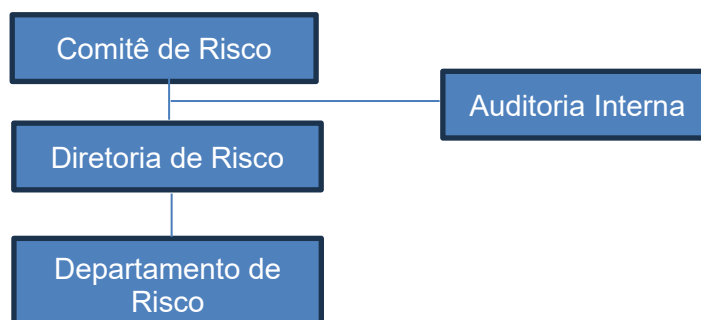 Comitê de Risco
Auditoria Interna
Diretoria de Risco
Departamento de
Risco